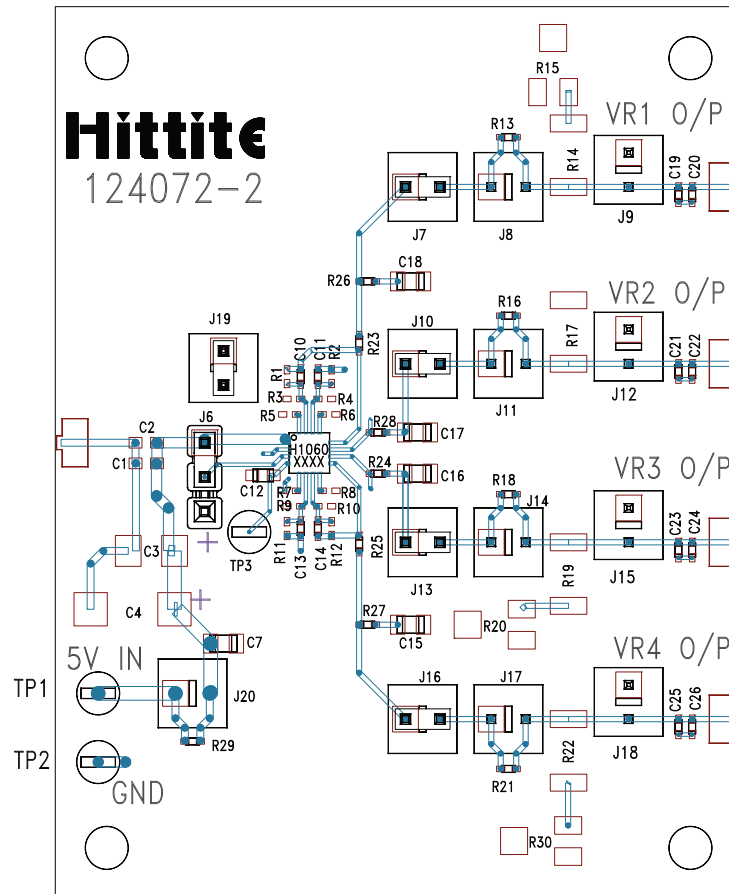 R15
VR1 O/P
Hittite
R13
124072-2
R14
C19
C20
J7
J8
J9
R26
C18
VR2 O/P
R16
J19
J10
R17
C10
C11
R2
R23
C21
C22
R1
J11
J12
R3
R4
J6
R5
R6
R28
C2
H1060
XXXX
C17
VR3 O/P
C1
R24
C12
C16
R18
R7
R8
J14
R9
R10
C23
C24
R11
C13
C14
R12
R25
C3
TP3
J13
R19
J15
C4
R27
C15
R20
C7
5V IN
VR4 O/P
J16
J17
TP1
J20
C25
C26
R29
R22
J18
TP2
R21
GND
R30